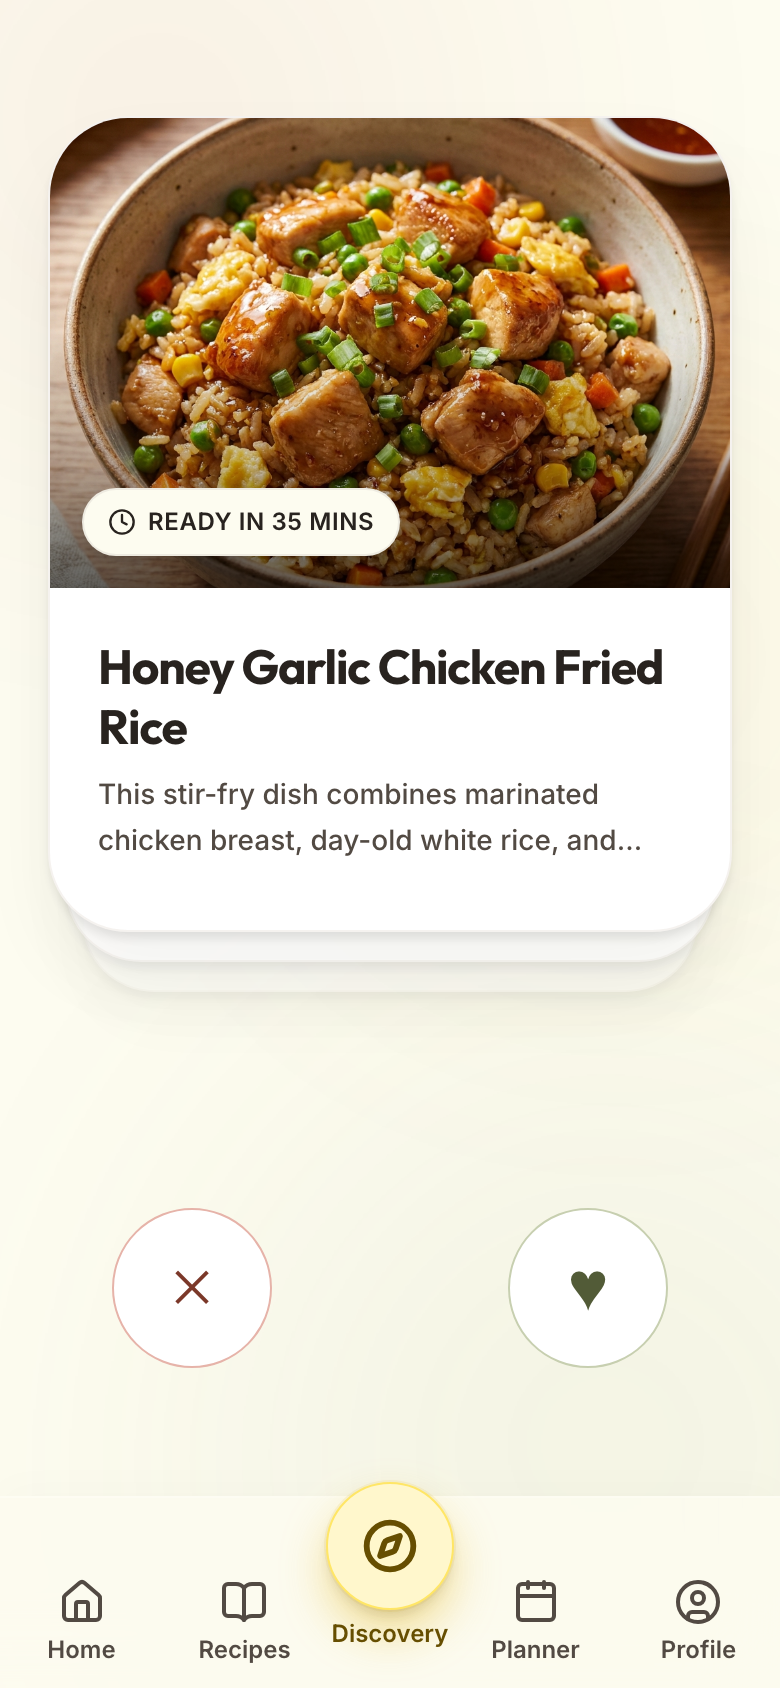 READY IN 35 MINS
Honey Garlic Chicken Fried
Rice
This stir-fry dish combines marinated
chicken breast, day-old white rice, and...
Home
Recipes
Discovery
Planner
Profile